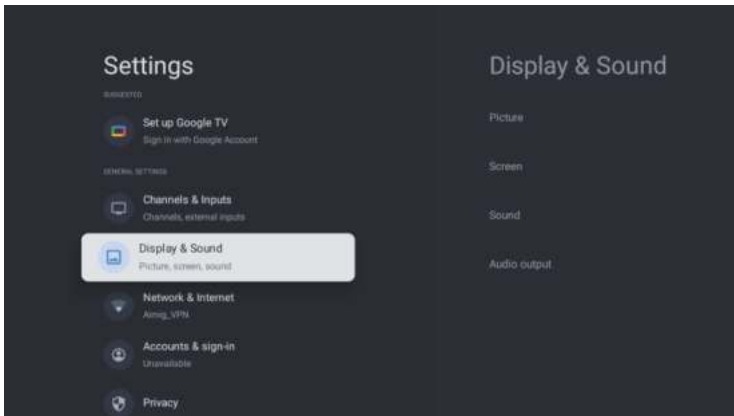 Settings
SUGGESTED
Set up Google TV
Sign in with Google Account
GENERAL SETTINGS
Channels & Inputs
Channels, external inputs
Display & Sound
Picture, screen, sound
Network & Internet
Aimig_VPN
Accounts & sign-in
Unavailable
Privacy
Display & Sound
Picture
Screen
Sound
Audio output